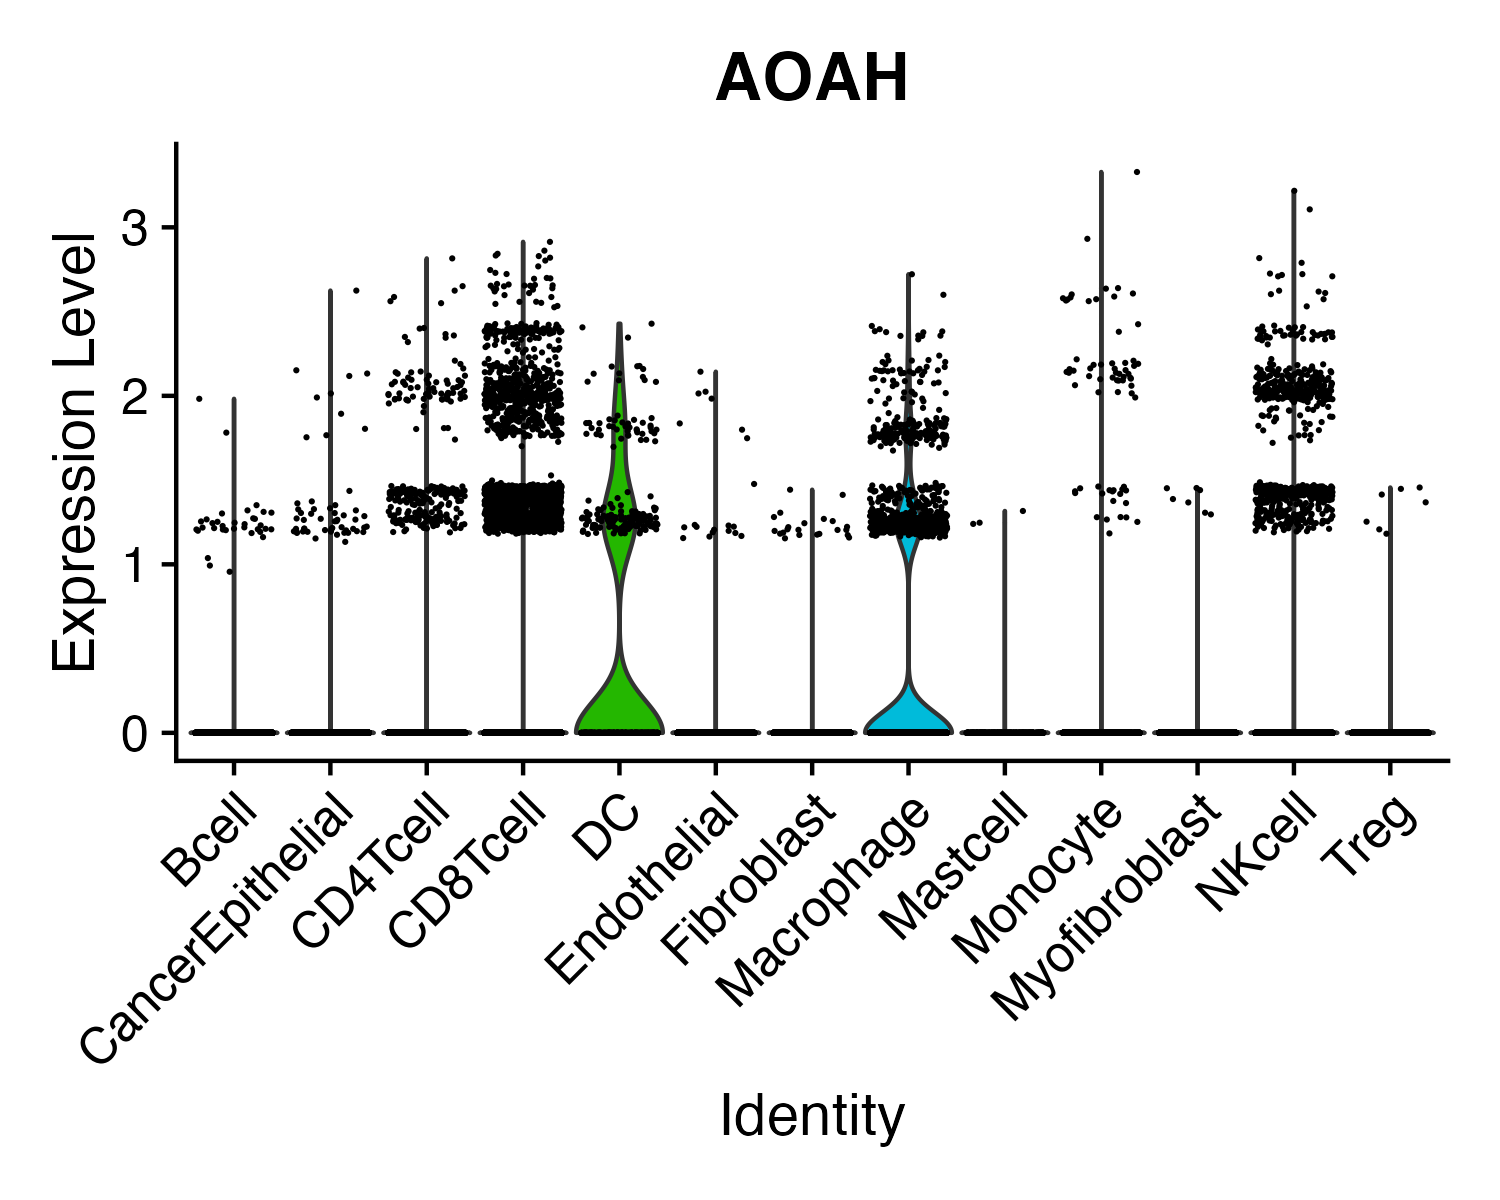 AOAH
Expression Level
3
2
1
0
Bcell
CancerEpithelial
CD4Tcell
CD8Tcell
DC
Endothelial
Fibroblast
Macrophage
Mastcell
Monocyte
Myofibroblast
NKcell
Treg
Identity